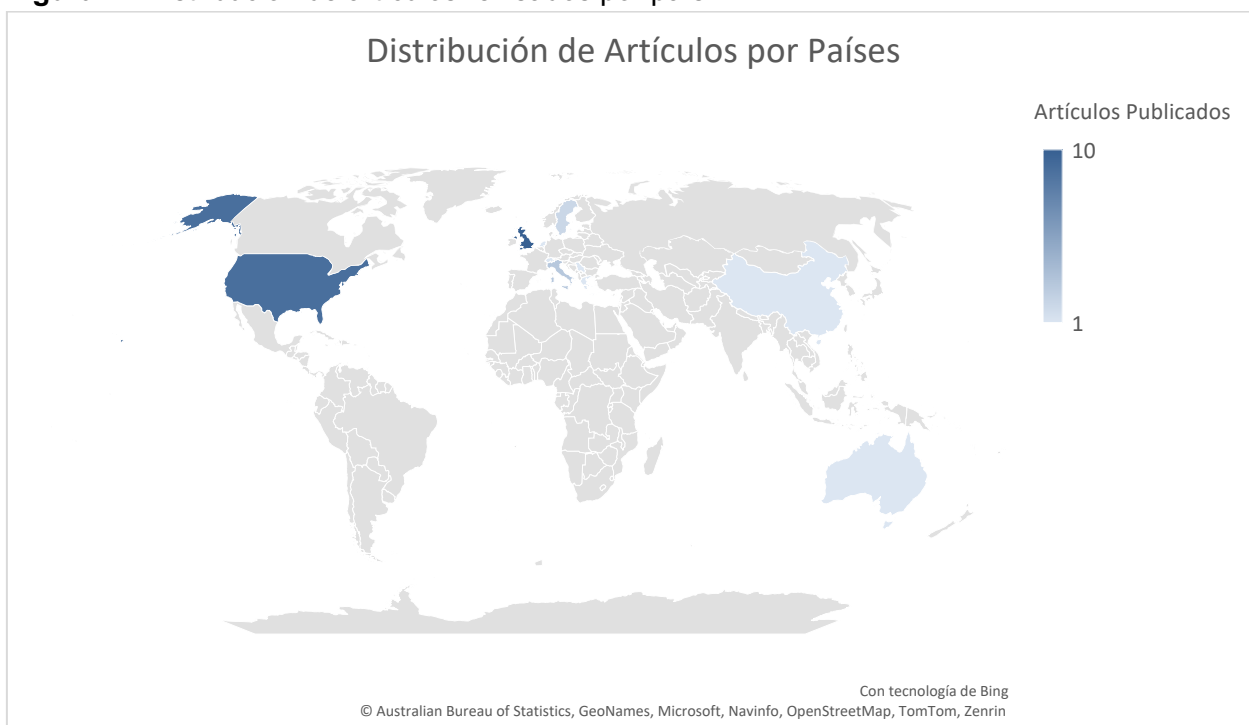 Distribución de Artículos por Países
Artículos Publicados
10
1
Con tecnología de Bing
© Australian Bureau of Statistics, GeoNames, Microsoft, Navinfo, OpenStreetMap, TomTom, Zenrin